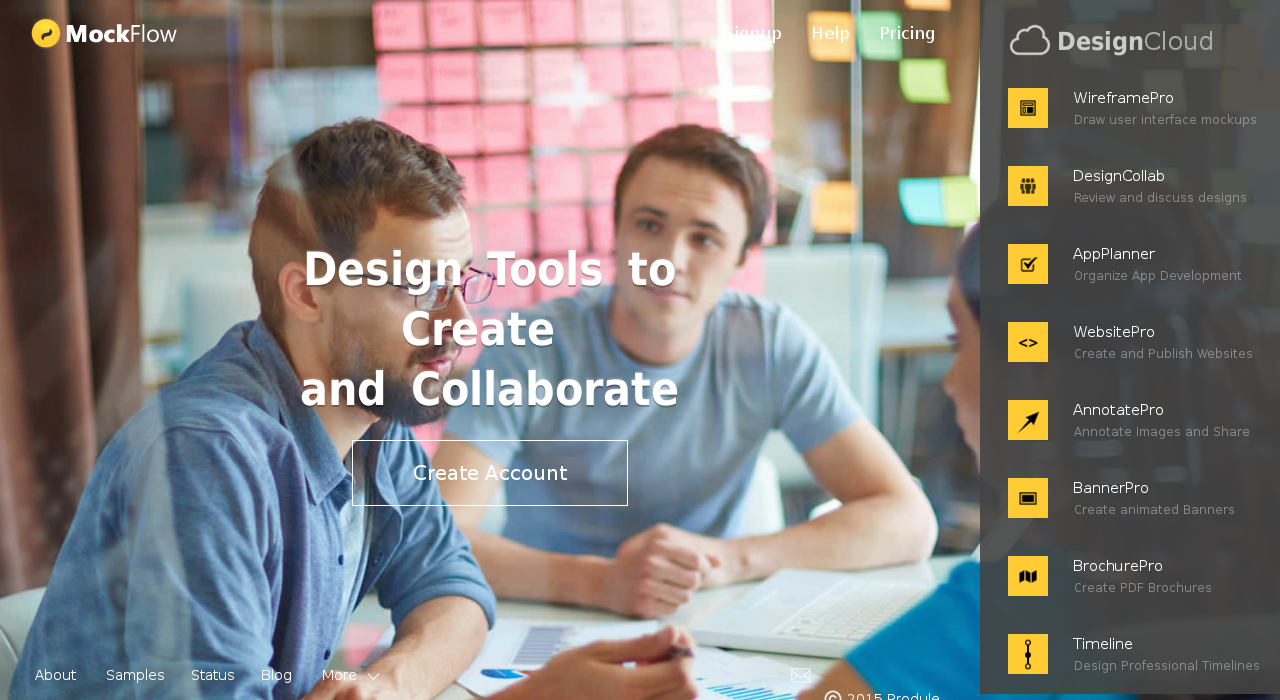 MockFlow
Signup Help Pricing
Design Tools to
Create
and Collaborate
Create Account
About Samples Status Blog More
© 2015 Produle
DesignCloud
WireframePro
Draw user interface mockups
DesignCollab
Review and discuss designs
AppPlanner
Organize App Development
WebsitePro
<>
Create and Publish Websites
AnnotatePro
Annotate Images and Share
BannerPro
Create animated Banners
BrochurePro
Create PDF Brochures
Timeline
Design Professional Timelines